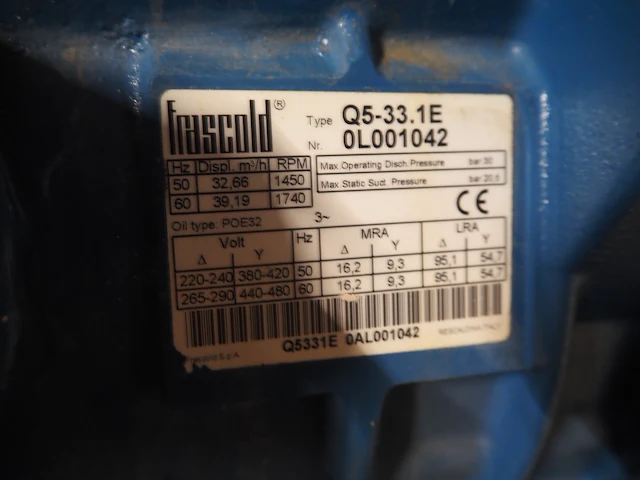 frascold® Type Q5-33.1E
Nr. 0L001042
Hz Displ. m³/h RPM
50 32,66 1450
60 39,19 1740
Max.Operating Disch.Pressure bar 30
Max.Static Suct. Pressure bar 20,5
CE
Oil type: POE32 3~
Volt Hz MRA LRA
Δ Y Δ Y Δ Y
220-240 380-420 50 16,2 9,3 95,1 54,7
265-290 440-480 60 16,2 9,3 95,1 54,7
Q5331E 0AL001042
Frascold S.p.A. RESCALDINA ITALY